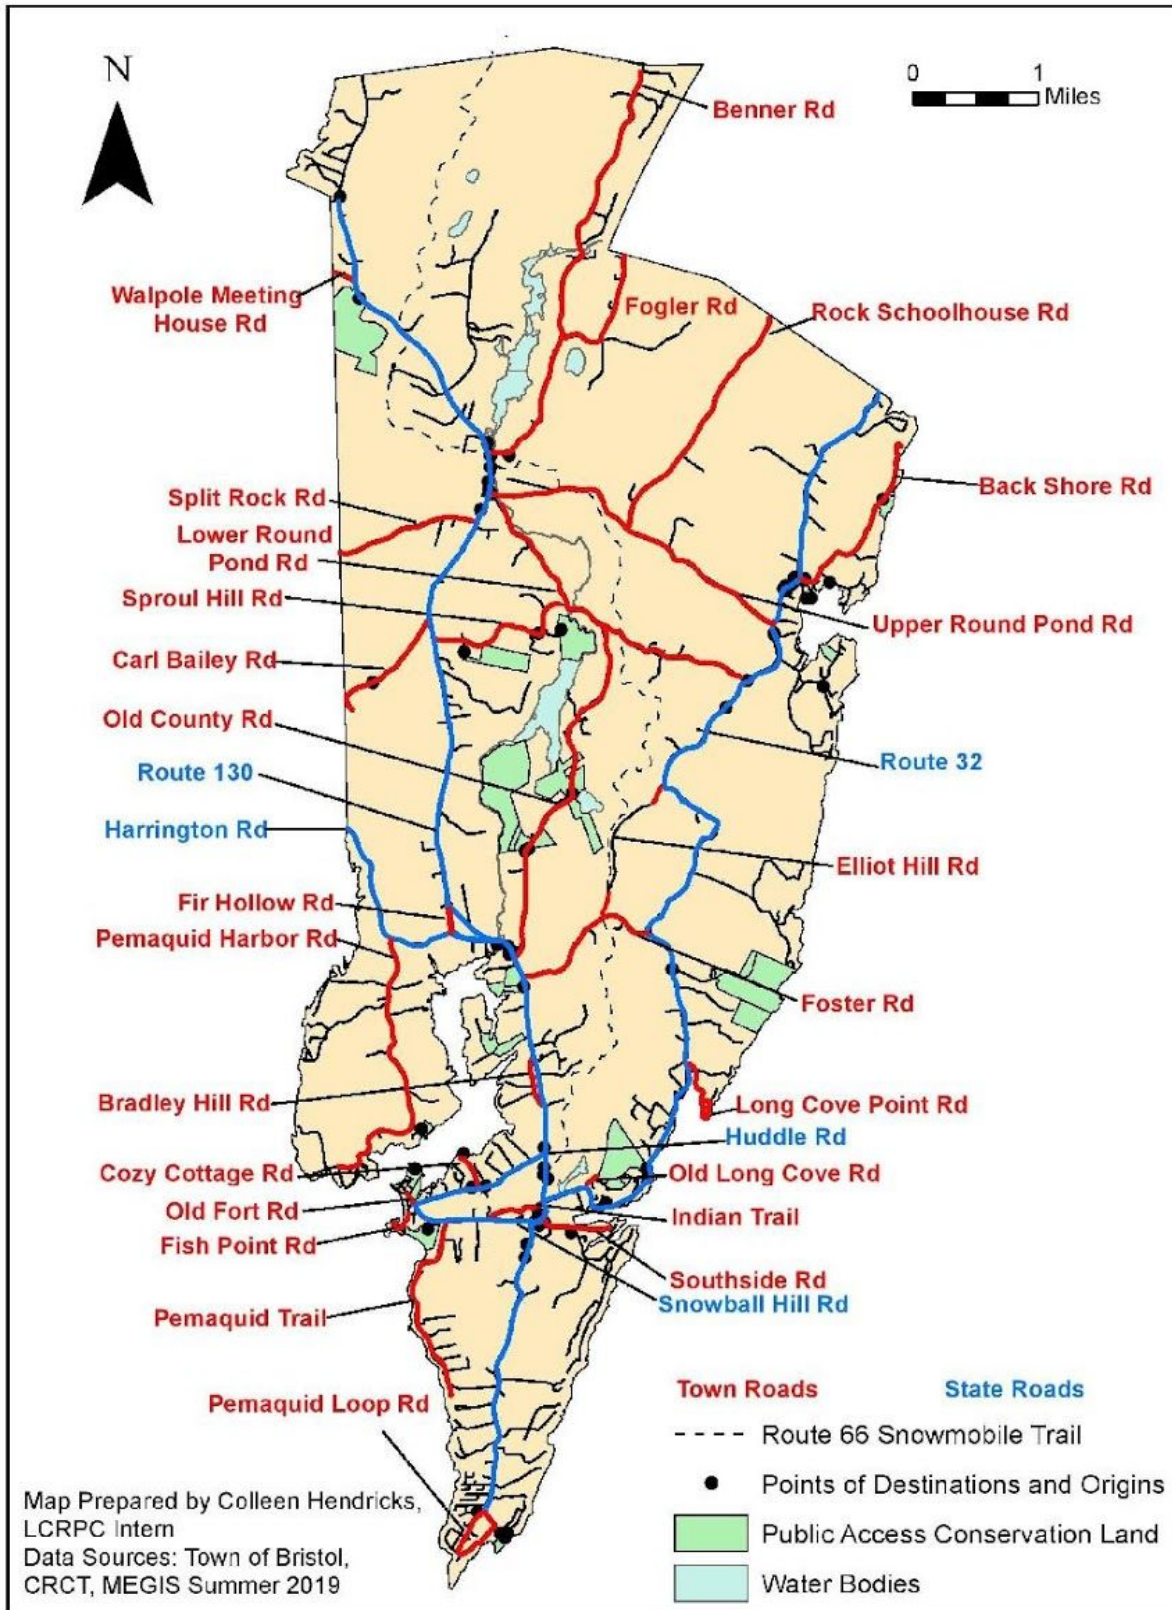 N
0 1
Miles
Benner Rd
Walpole Meeting
House Rd
Fogler Rd
Rock Schoolhouse Rd
Back Shore Rd
Split Rock Rd
Lower Round
Pond Rd
Sproul Hill Rd
Upper Round Pond Rd
Carl Bailey Rd
Old County Rd
Route 130
Route 32
Harrington Rd
Elliot Hill Rd
Fir Hollow Rd
Pemaquid Harbor Rd
Foster Rd
Bradley Hill Rd
Long Cove Point Rd
Huddle Rd
Cozy Cottage Rd
Old Long Cove Rd
Old Fort Rd
Indian Trail
Fish Point Rd
Southside Rd
Snowball Hill Rd
Pemaquid Trail
Pemaquid Loop Rd
Town Roads State Roads
Route 66 Snowmobile Trail
Points of Destinations and Origins
Public Access Conservation Land
Water Bodies
Map Prepared by Colleen Hendricks,
LCRPC Intern
Data Sources: Town of Bristol,
CRCT, MEGIS Summer 2019